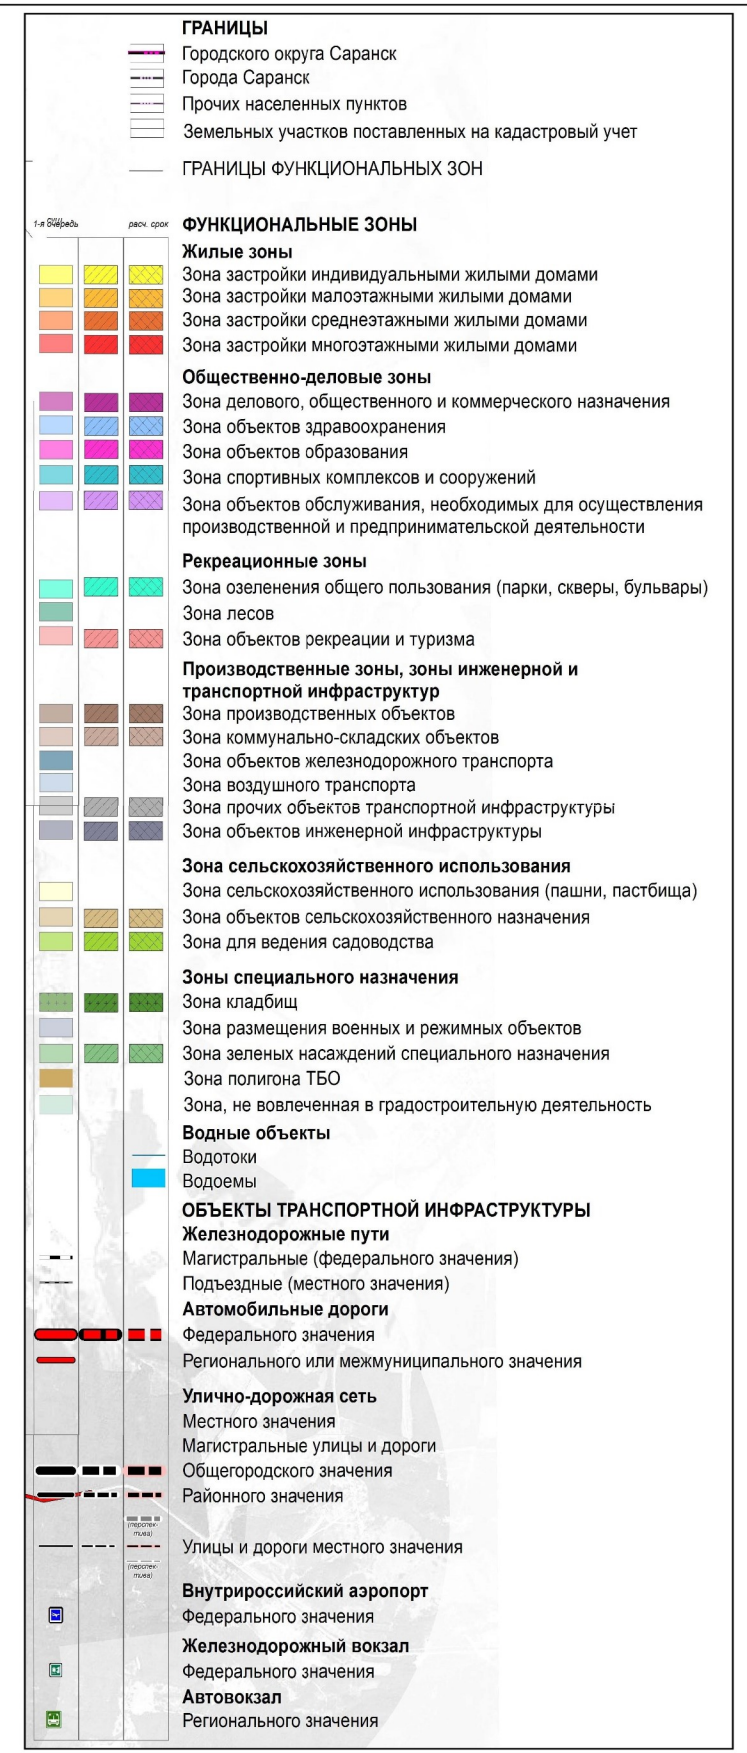 ГРАНИЦЫ
Городского округа Саранск
Города Саранск
Прочих населенных пунктов
Земельных участков поставленных на кадастровый учет
ГРАНИЦЫ ФУНКЦИОНАЛЬНЫХ ЗОН
1-я очередь расч. срок ФУНКЦИОНАЛЬНЫЕ ЗОНЫ
Жилые зоны
Зона застройки индивидуальными жилыми домами
Зона застройки малоэтажными жилыми домами
Зона застройки среднеэтажными жилыми домами
Зона застройки многоэтажными жилыми домами
Общественно-деловые зоны
Зона делового, общественного и коммерческого назначения
Зона объектов здравоохранения
Зона объектов образования
Зона спортивных комплексов и сооружений
Зона объектов обслуживания, необходимых для осуществления
производственной и предпринимательской деятельности
Рекреационные зоны
Зона озеленения общего пользования (парки, скверы, бульвары)
Зона лесов
Зона объектов рекреации и туризма
Производственные зоны, зоны инженерной и
транспортной инфраструктур
Зона производственных объектов
Зона коммунально-складских объектов
Зона объектов железнодорожного транспорта
Зона воздушного транспорта
Зона прочих объектов транспортной инфраструктуры
Зона объектов инженерной инфраструктуры
Зона сельскохозяйственного использования
Зона сельскохозяйственного использования (пашни, пастбища)
Зона объектов сельскохозяйственного назначения
Зона для ведения садоводства
Зоны специального назначения
Зона кладбищ
Зона размещения военных и режимных объектов
Зона зеленых насаждений специального назначения
Зона полигона ТБО
Зона, не вовлеченная в градостроительную деятельность
Водные объекты
Водотоки
Водоемы
ОБЪЕКТЫ ТРАНСПОРТНОЙ ИНФРАСТРУКТУРЫ
Железнодорожные пути
Магистральные (федерального значения)
Подъездные (местного значения)
Автомобильные дороги
Федерального значения
Регионального или межмуниципального значения
Улично-дорожная сеть
Местного значения
Магистральные улицы и дороги
Общегородского значения
Районного значения
(перспек-
тива)
Улицы и дороги местного значения
(перспек-
тива)
Внутрироссийский аэропорт
Федерального значения
Железнодорожный вокзал
Федерального значения
Автовокзал
Регионального значения